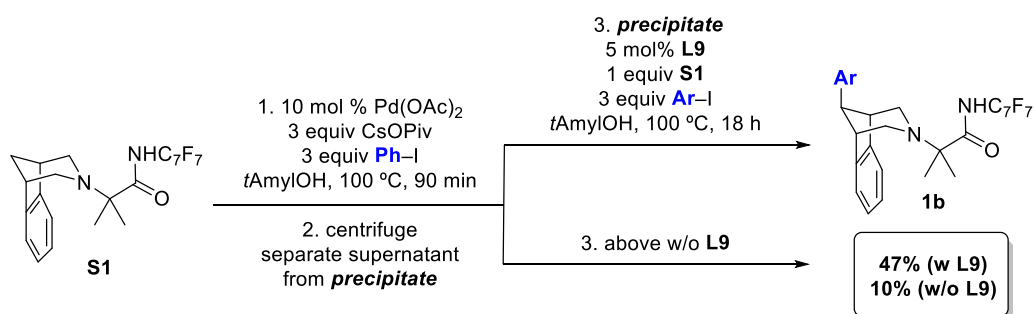 3. precipitate
5 mol% L9
1 equiv S1
3 equiv Ar–I
tAmylOH, 100 ºC, 18 h
1. 10 mol % Pd(OAc)2
3 equiv CsOPiv
3 equiv Ph–I
tAmylOH, 100 ºC, 90 min
2. centrifuge
separate supernatant
from precipitate
3. above w/o L9
N
NHC7F7
O
S1
Ar
N
NHC7F7
O
1b
47% (w L9)
10% (w/o L9)